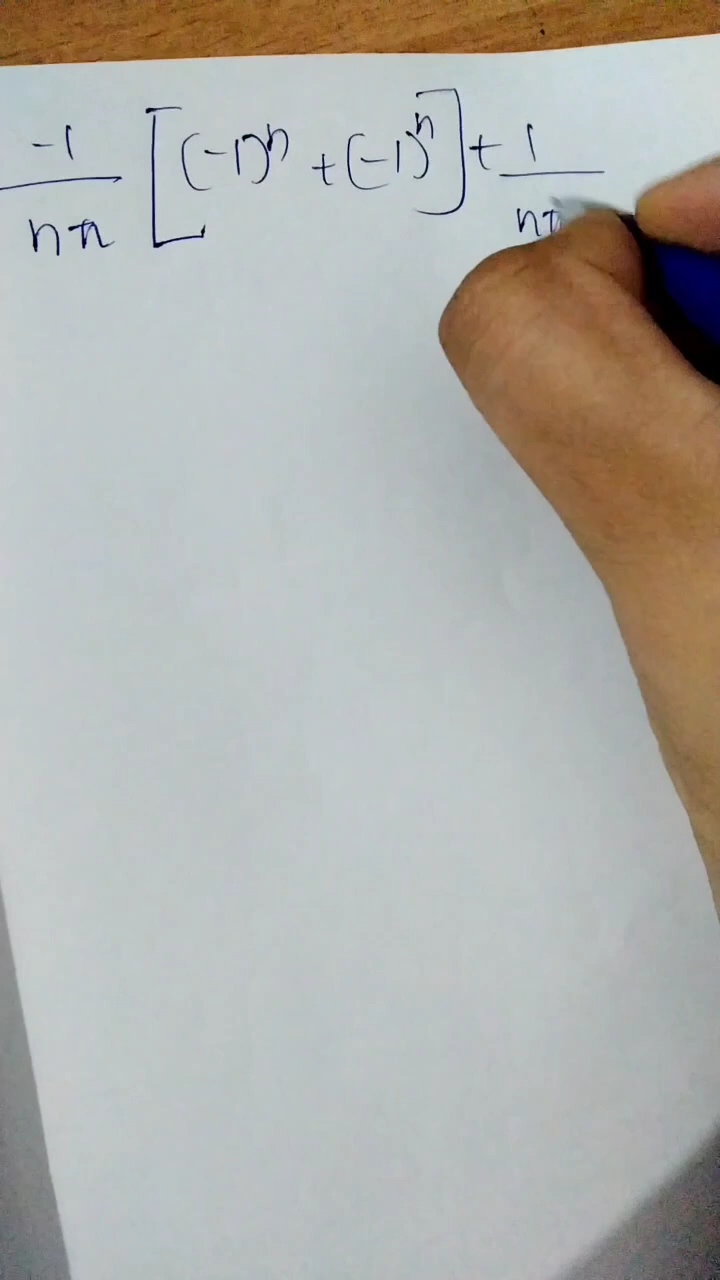 -1/nπ [(-1)^n + (-1)^n] + 1/nπ